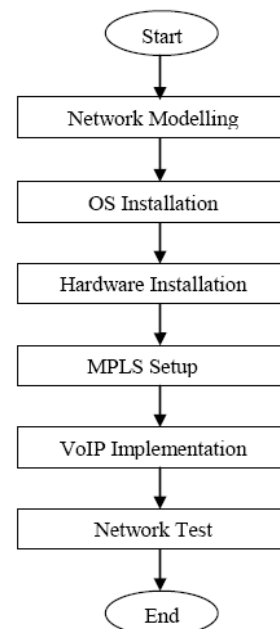 Start
Network Modelling
OS Installation
Hardware Installation
MPLS Setup
VoIP Implementation
Network Test
End